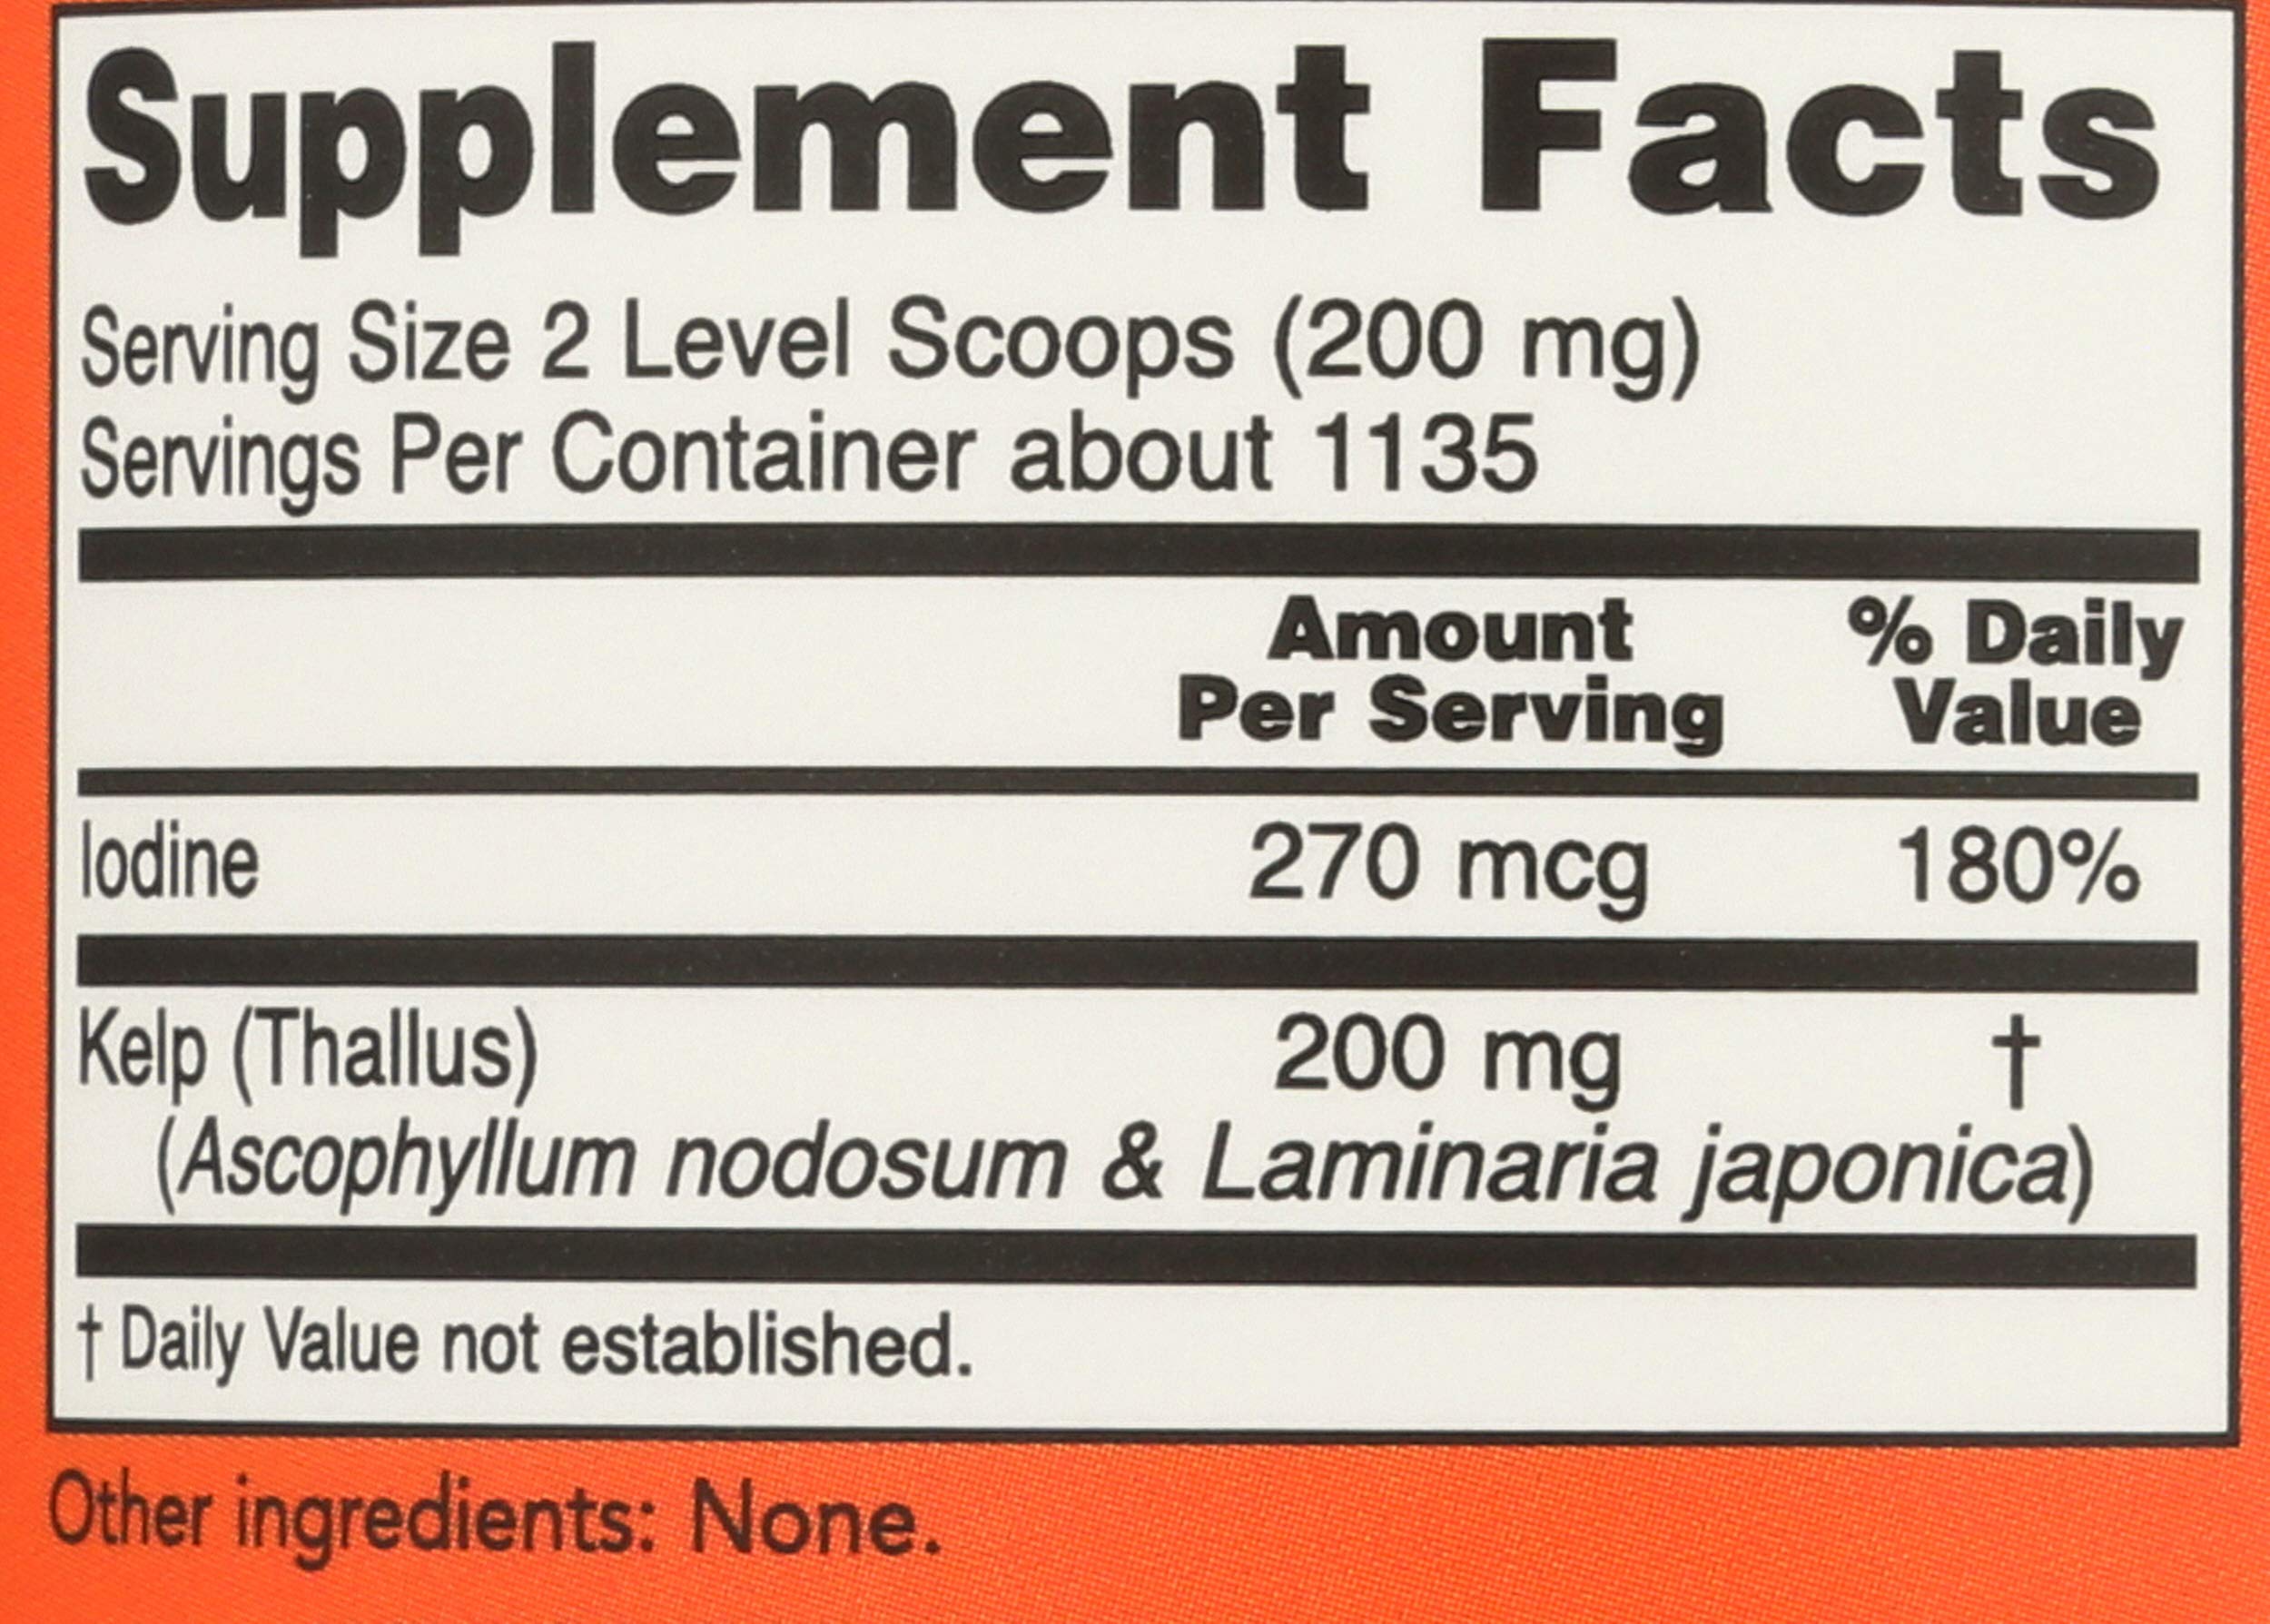 Supplement Facts
Serving Size 2 Level Scoops (200 mg)
Servings Per Container about 1135
Amount Per Serving % Daily Value
Iodine 270 mcg 180%
Kelp (Thallus) 200 mg †
(Ascophyllum nodosum & Laminaria japonica)
† Daily Value not established.
Other ingredients: None.